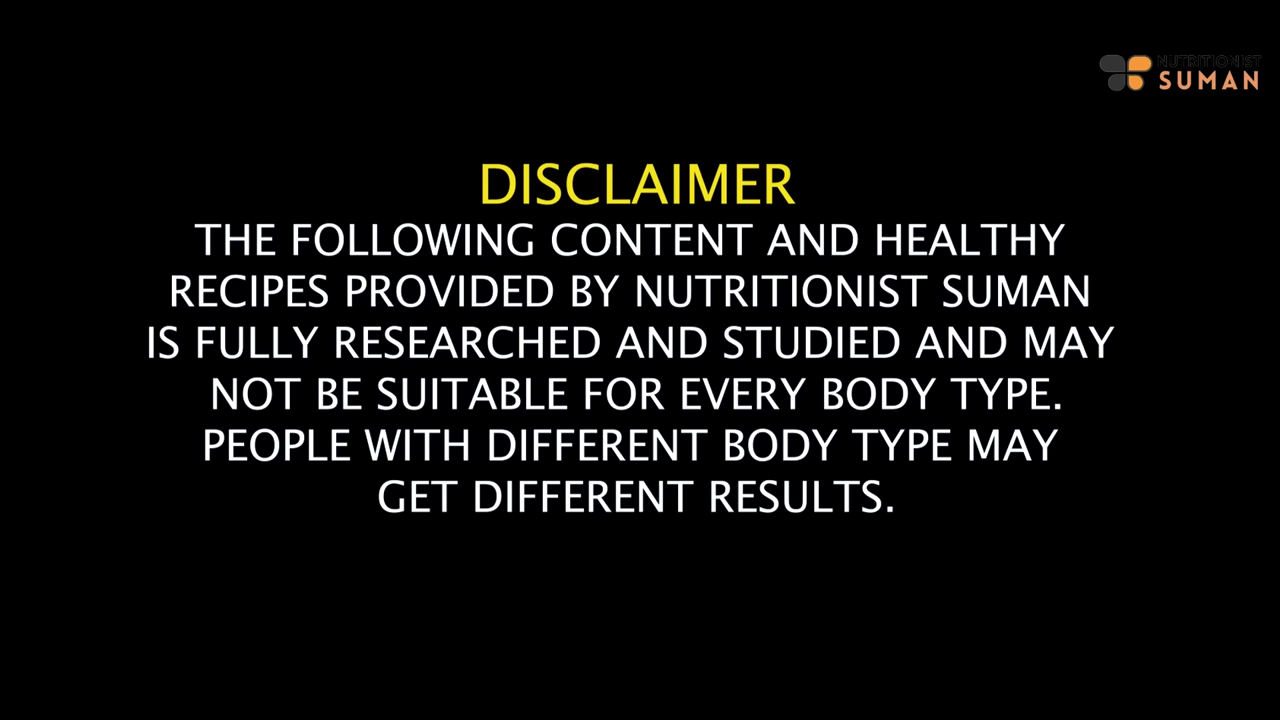 NUTRITIONIST
SUMAN
DISCLAIMER
THE FOLLOWING CONTENT AND HEALTHY
RECIPES PROVIDED BY NUTRITIONIST SUMAN
IS FULLY RESEARCHED AND STUDIED AND MAY
NOT BE SUITABLE FOR EVERY BODY TYPE.
PEOPLE WITH DIFFERENT BODY TYPE MAY
GET DIFFERENT RESULTS.